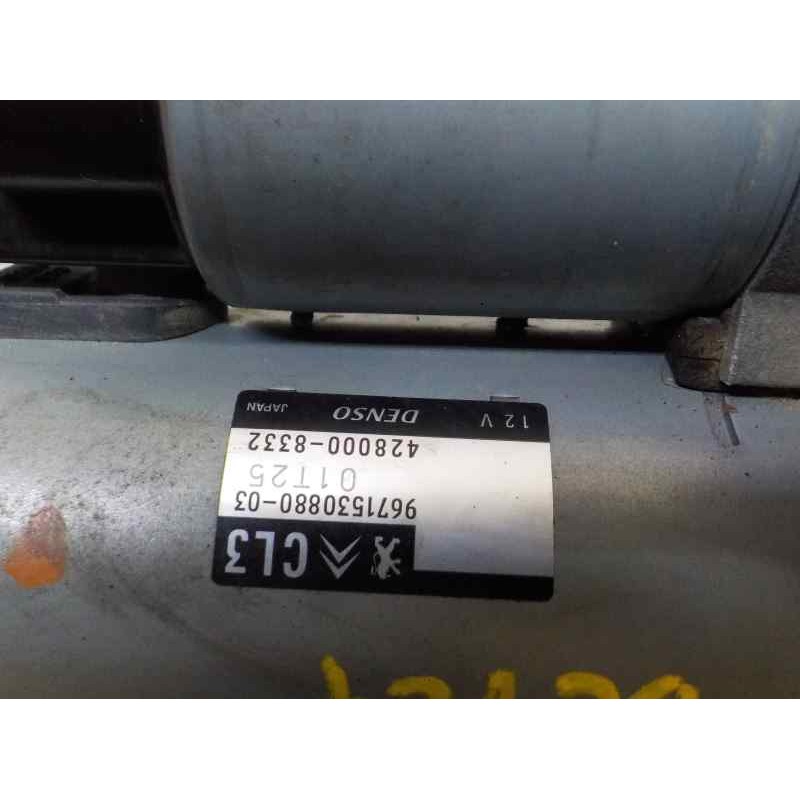 CL3
9671530880-03
01T25
428000-8332
12 V DENSO JAPAN